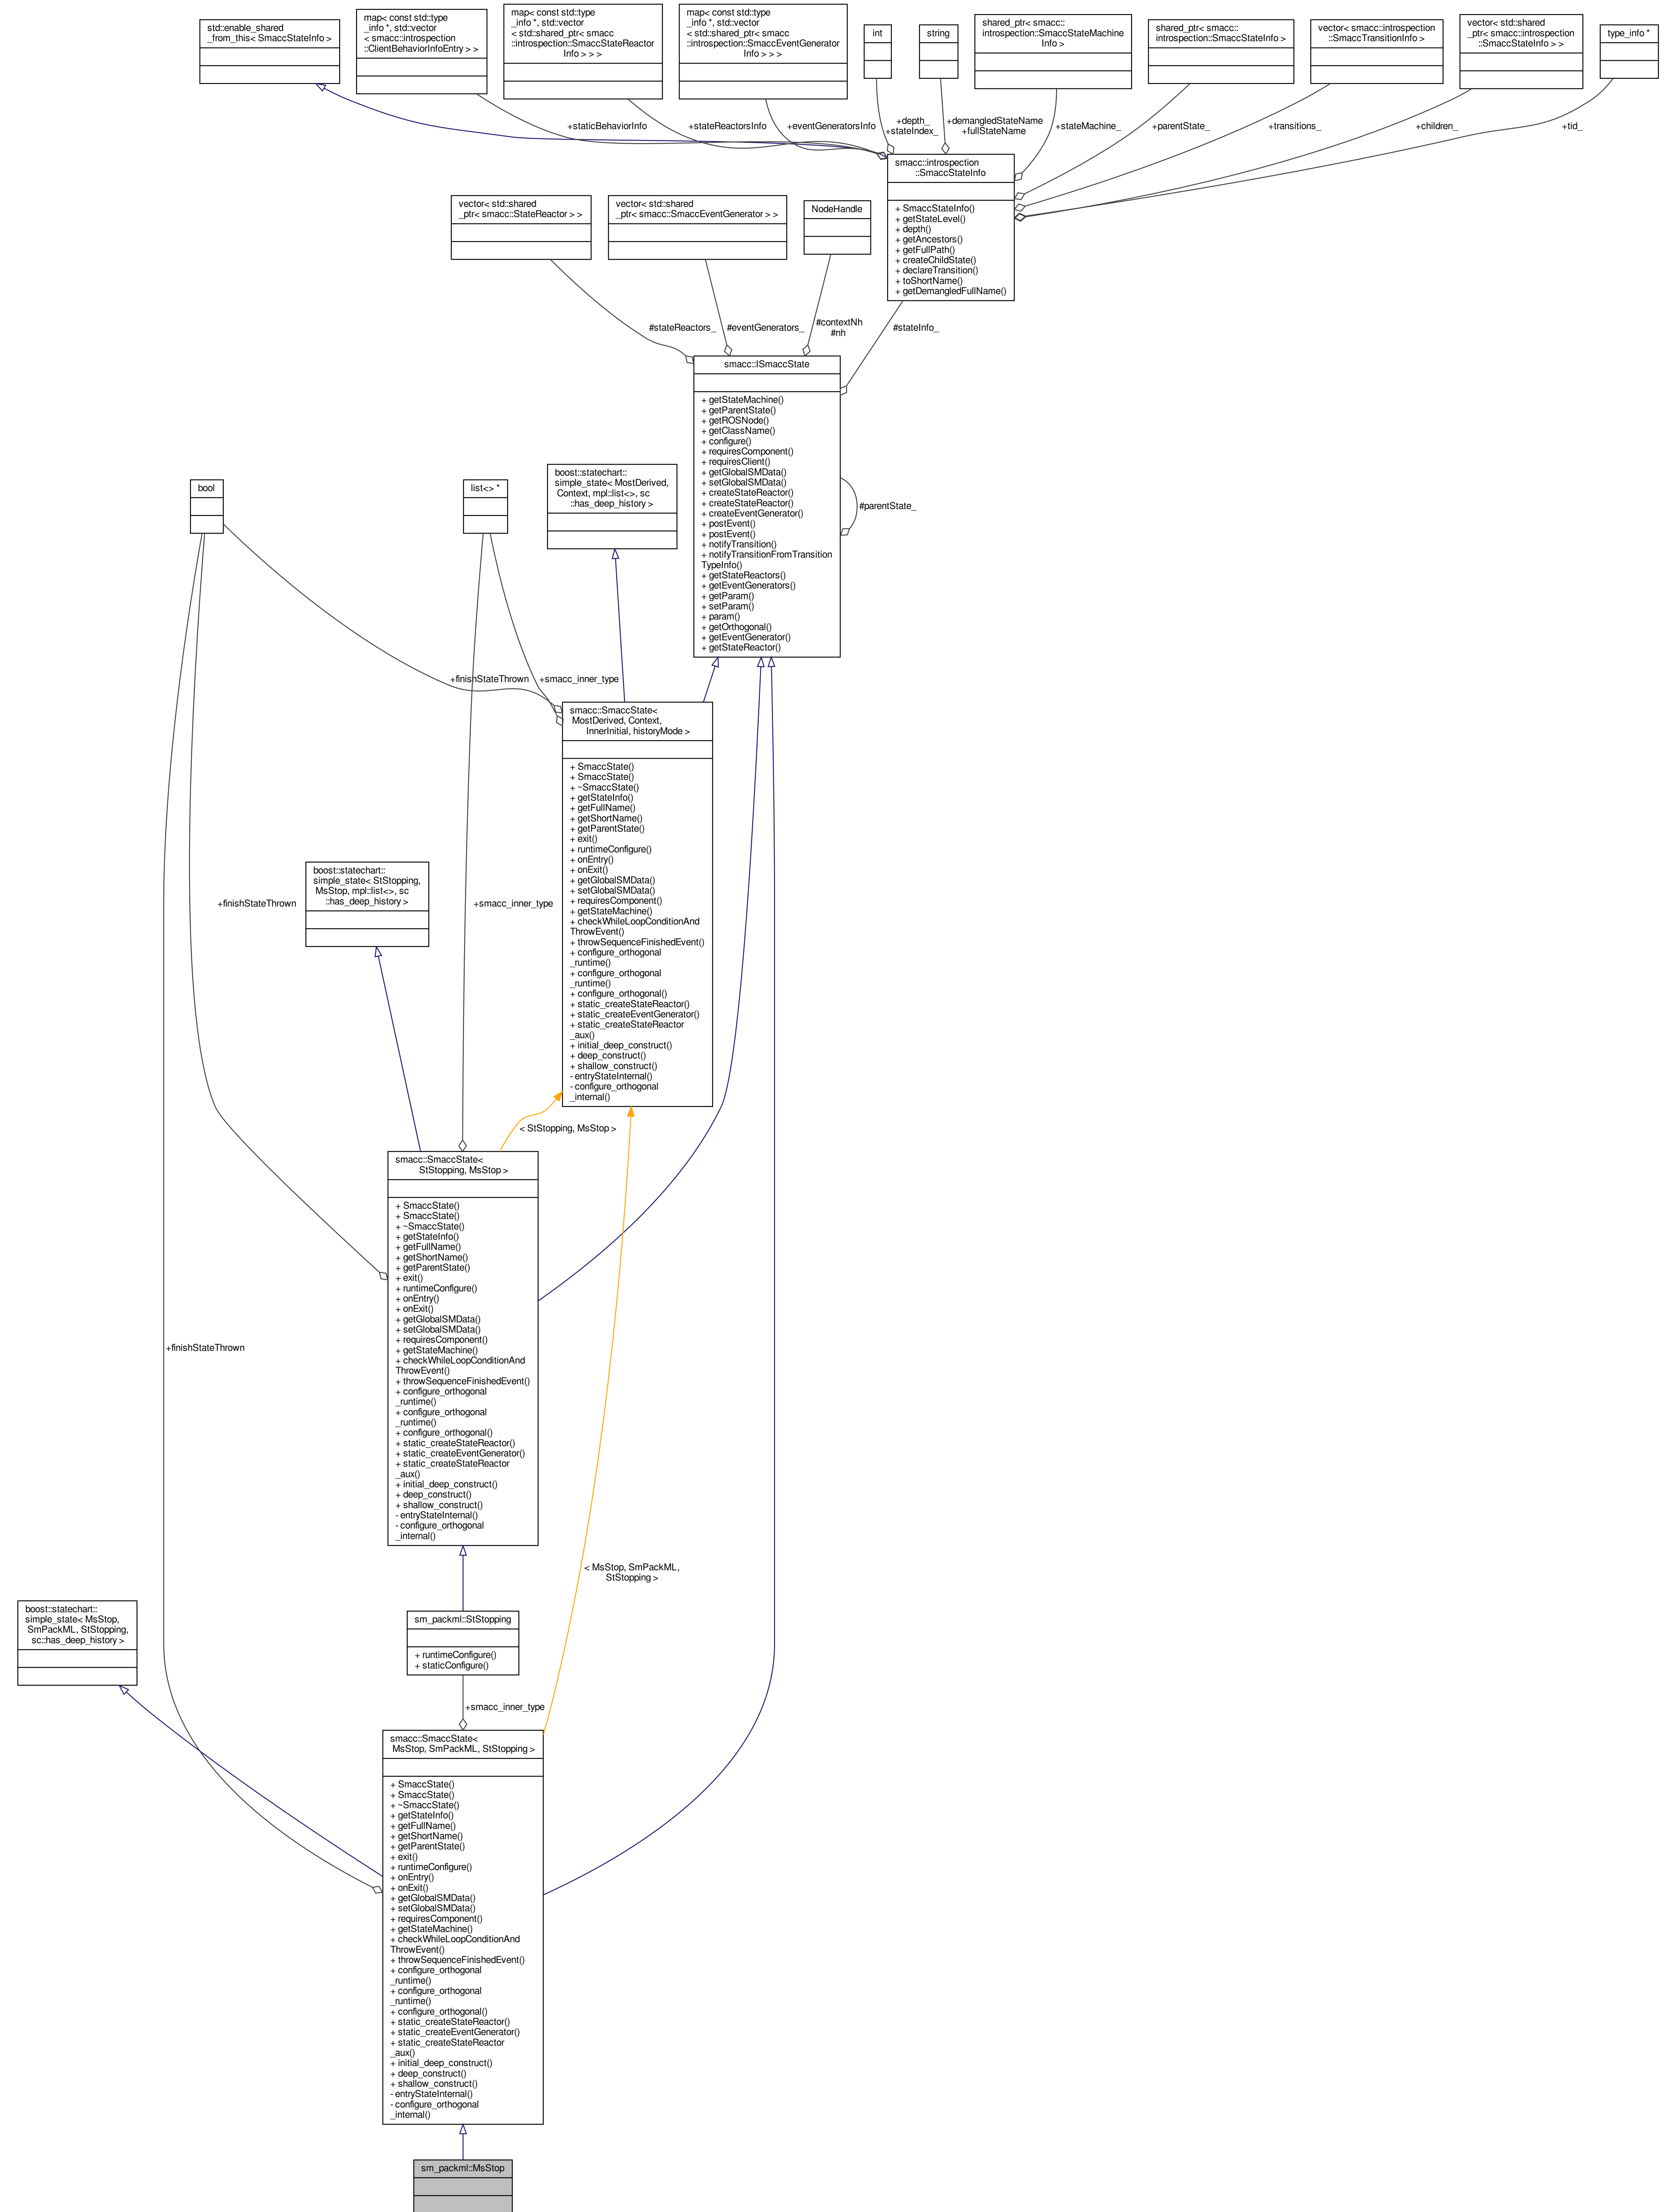 std::enable_shared
_from_this< SmaccStateInfo >
map< const std::type
_info *, std::vector
< smacc::introspection
::ClientBehaviorInfoEntry > >
map< const std::type
_info *, std::vector
< std::shared_ptr< smacc
::introspection::SmaccStateReactor
Info > > >
map< const std::type
_info *, std::vector
< std::shared_ptr< smacc
::introspection::SmaccEventGenerator
Info > > >
int
string
shared_ptr< smacc::
introspection::SmaccStateMachine
Info >
shared_ptr< smacc::
introspection::SmaccStateInfo >
vector< smacc::introspection
::SmaccTransitionInfo >
vector< std::shared
_ptr< smacc::introspection
::SmaccStateInfo > >
type_info *
+staticBehaviorInfo
+stateReactorsInfo
+eventGeneratorsInfo
+depth_
+stateIndex_
+demangledStateName
+fullStateName
+stateMachine_
+parentState_
+transitions_
+children_
+tid_
smacc::introspection
::SmaccStateInfo
+ SmaccStateInfo()
+ getStateLevel()
+ depth()
+ getAncestors()
+ getFullPath()
+ createChildState()
+ declareTransition()
+ toShortName()
+ getDemangledFullName()
vector< std::shared
_ptr< smacc::StateReactor > >
vector< std::shared
_ptr< smacc::SmaccEventGenerator > >
NodeHandle
#stateReactors_
#eventGenerators_
#contextNh
#nh
#stateInfo_
smacc::ISmaccState
+ getStateMachine()
+ getParentState()
+ getROSNode()
+ getClassName()
+ configure()
+ requiresComponent()
+ requiresClient()
+ getGlobalSMData()
+ setGlobalSMData()
+ createStateReactor()
+ createStateReactor()
+ createEventGenerator()
+ postEvent()
+ postEvent()
+ notifyTransition()
+ notifyTransitionFromTransition
TypeInfo()
+ getStateReactors()
+ getEventGenerators()
+ getParam()
+ setParam()
+ param()
+ getOrthogonal()
+ getEventGenerator()
+ getStateReactor()
#parentState_
bool
list<> *
boost::statechart::
simple_state< MostDerived,
Context, mpl::list<>, sc
::has_deep_history >
+finishStateThrown
+smacc_inner_type
smacc::SmaccState<
MostDerived, Context,
InnerInitial, historyMode >
+ SmaccState()
+ SmaccState()
+ ~SmaccState()
+ getStateInfo()
+ getFullName()
+ getShortName()
+ getParentState()
+ exit()
+ runtimeConfigure()
+ onEntry()
+ onExit()
+ getGlobalSMData()
+ setGlobalSMData()
+ requiresComponent()
+ getStateMachine()
+ checkWhileLoopConditionAnd
ThrowEvent()
+ throwSequenceFinishedEvent()
+ configure_orthogonal
_runtime()
+ configure_orthogonal
_runtime()
+ configure_orthogonal()
+ static_createStateReactor()
+ static_createEventGenerator()
+ static_createStateReactor
_aux()
+ initial_deep_construct()
+ deep_construct()
+ shallow_construct()
- entryStateInternal()
- configure_orthogonal
_internal()
boost::statechart::
simple_state< StStopping,
MsStop, mpl::list<>, sc
::has_deep_history >
+finishStateThrown
+smacc_inner_type
< StStopping, MsStop >
smacc::SmaccState<
StStopping, MsStop >
+ SmaccState()
+ SmaccState()
+ ~SmaccState()
+ getStateInfo()
+ getFullName()
+ getShortName()
+ getParentState()
+ exit()
+ runtimeConfigure()
+ onEntry()
+ onExit()
+ getGlobalSMData()
+ setGlobalSMData()
+ requiresComponent()
+ getStateMachine()
+ checkWhileLoopConditionAnd
ThrowEvent()
+ throwSequenceFinishedEvent()
+ configure_orthogonal
_runtime()
+ configure_orthogonal
_runtime()
+ configure_orthogonal()
+ static_createStateReactor()
+ static_createEventGenerator()
+ static_createStateReactor
_aux()
+ initial_deep_construct()
+ deep_construct()
+ shallow_construct()
- entryStateInternal()
- configure_orthogonal
_internal()
+finishStateThrown
< MsStop, SmPackML,
StStopping >
boost::statechart::
simple_state< MsStop,
SmPackML, StStopping,
sc::has_deep_history >
sm_packml::StStopping
+ runtimeConfigure()
+ staticConfigure()
+smacc_inner_type
smacc::SmaccState<
MsStop, SmPackML, StStopping >
+ SmaccState()
+ SmaccState()
+ ~SmaccState()
+ getStateInfo()
+ getFullName()
+ getShortName()
+ getParentState()
+ exit()
+ runtimeConfigure()
+ onEntry()
+ onExit()
+ getGlobalSMData()
+ setGlobalSMData()
+ requiresComponent()
+ getStateMachine()
+ checkWhileLoopConditionAnd
ThrowEvent()
+ throwSequenceFinishedEvent()
+ configure_orthogonal
_runtime()
+ configure_orthogonal
_runtime()
+ configure_orthogonal()
+ static_createStateReactor()
+ static_createEventGenerator()
+ static_createStateReactor
_aux()
+ initial_deep_construct()
+ deep_construct()
+ shallow_construct()
- entryStateInternal()
- configure_orthogonal
_internal()
sm_packml::MsStop